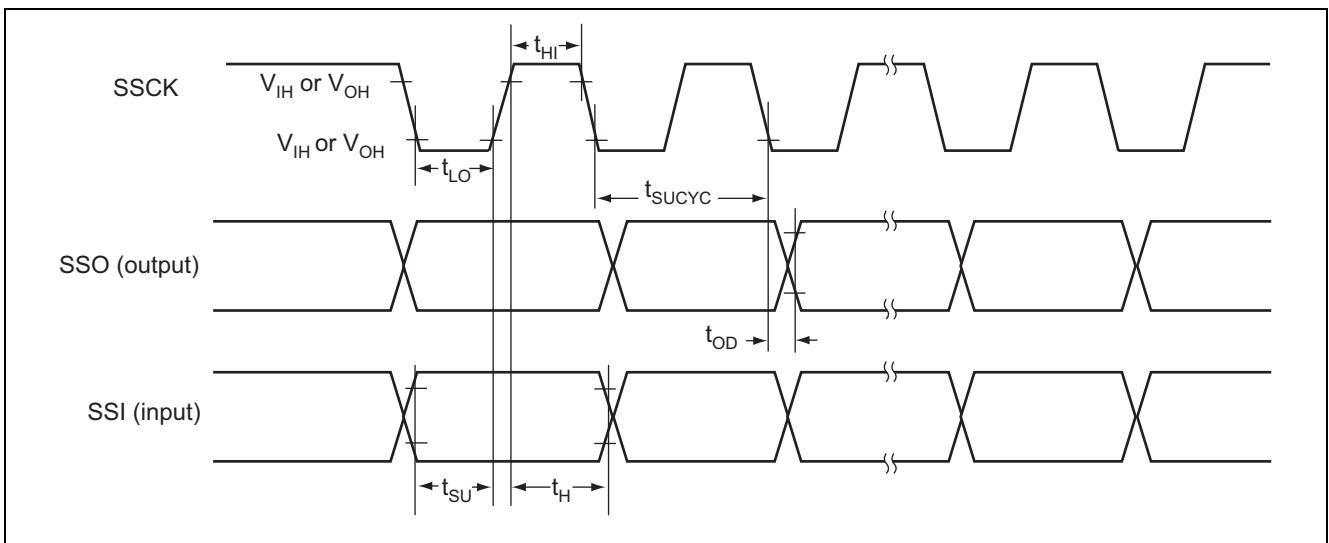 tHI
SSCK
VIH or VOH
VIH or VOH
tLO
tSUCYC
SSO (output)
tOD
SSI (input)
tSU
tH